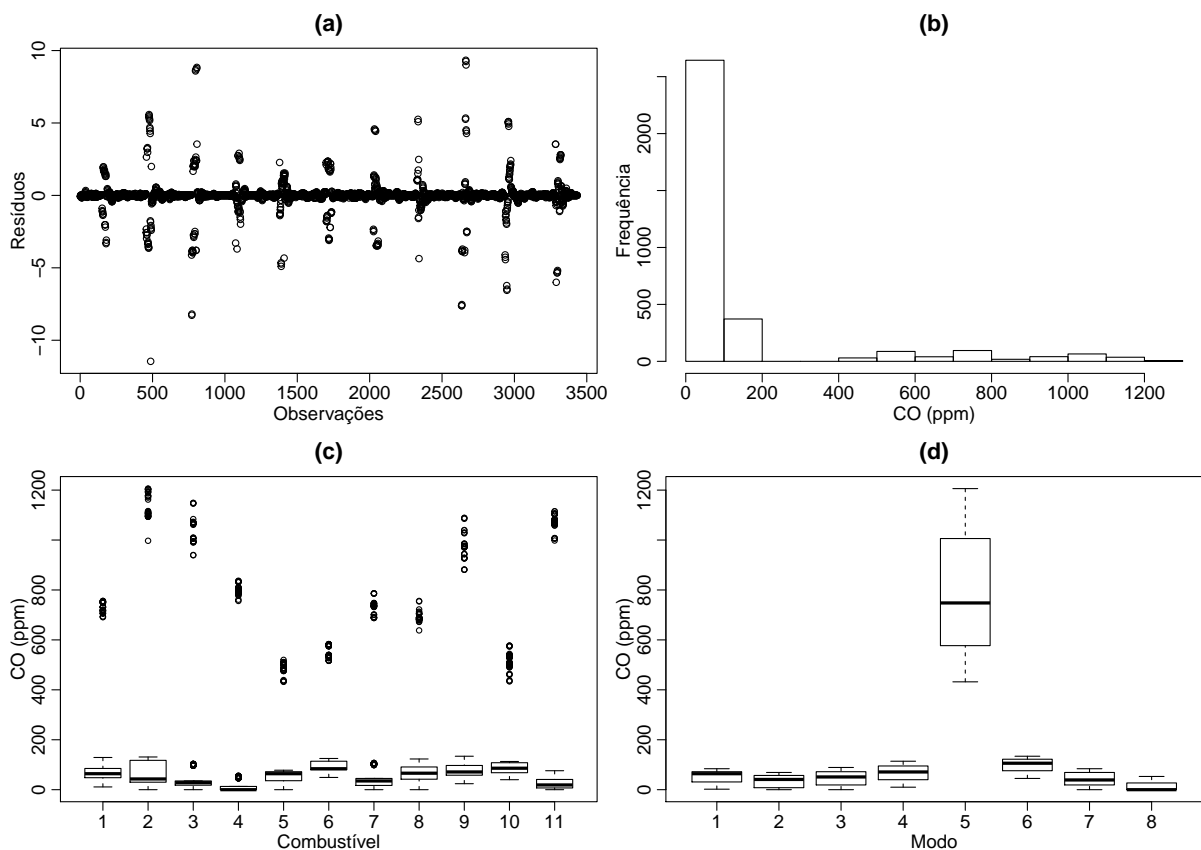 (a)
10
5
0
−5
−10
Resíduos
0 500 1000 1500 2000 2500 3000 3500
Observações
(b)
2000
1000
500
0
Frequência
0 200 400 600 800 1000 1200
CO (ppm)
(c)
1200
800
600
400
200
0
CO (ppm)
1 2 3 4 5 6 7 8 9 10 11
Combustível
(d)
1200
800
600
400
200
0
CO (ppm)
1 2 3 4 5 6 7 8
Modo